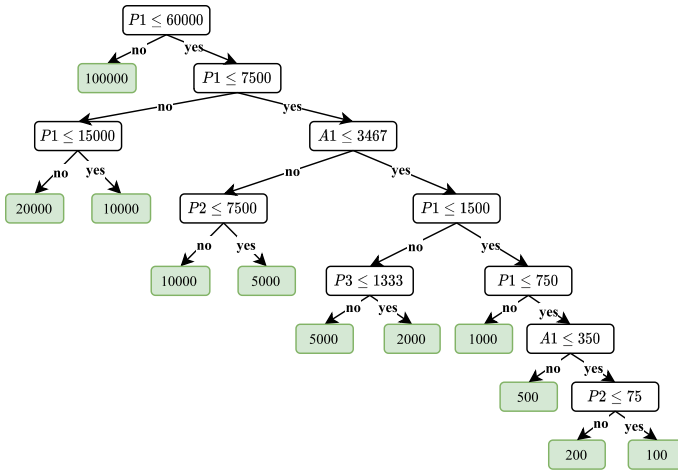 P1 ≤ 60000
no yes
100000 P1 ≤ 7500
no yes
P1 ≤ 15000 A1 ≤ 3467
no yes no yes
20000 10000 P2 ≤ 7500 P1 ≤ 1500
no yes no yes
10000 5000 P3 ≤ 1333 P1 ≤ 750
no yes no yes
5000 2000 1000 A1 ≤ 350
no yes
500 P2 ≤ 75
no yes
200 100